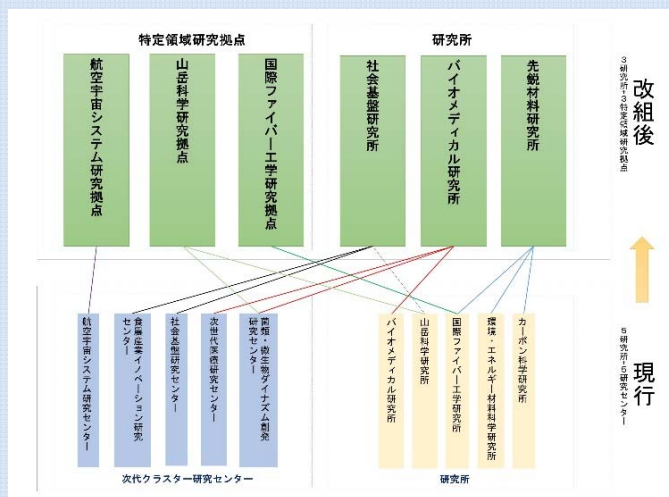 特定領域研究拠点
研究所
航空宇宙システム研究拠点
山岳科学研究拠点
国際ファイバー工学研究拠点
社会基盤研究所
バイオメディカル研究所
先鋭材料研究所
改組後
3研究所+3特定領域研究拠点
航空宇宙システム研究センター
食農産業イノベーション研究
センター
社会基盤研究センター
次世代医療研究センター
菌類・微生物ダイナミズム創発
研究センター
バイオメディカル研究所
山岳科学研究所
国際ファイバー工学研究所
環境・エネルギー材料科学研究所
カーボン科学研究所
現行
5研究所+5研究センター
次代クラスター研究センター
研究所